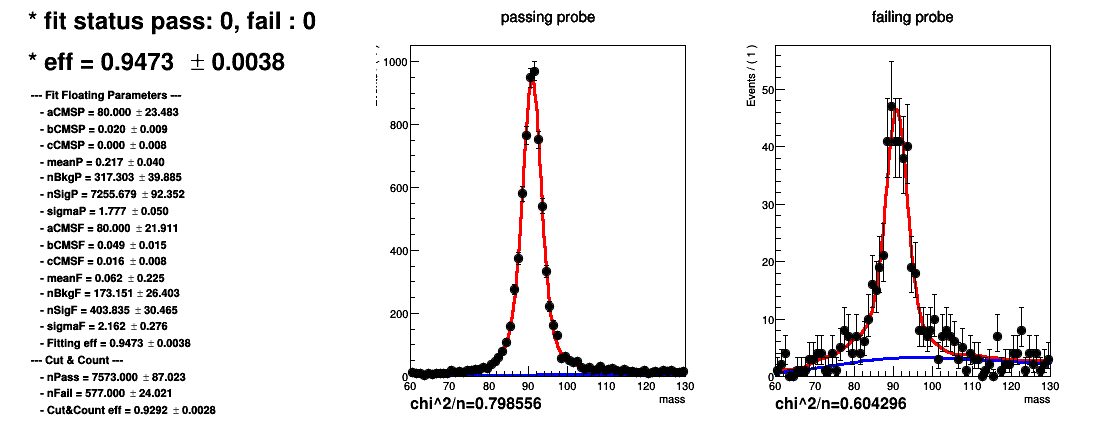 * fit status pass: 0, fail : 0
* eff = 0.9473 ± 0.0038
--- Fit Floating Parameters ---
- aCMSP = 80.000 ± 23.483
- bCMSP = 0.020 ± 0.009
- cCMSP = 0.000 ± 0.008
- meanP = 0.217 ± 0.040
- nBkgP = 317.303 ± 39.885
- nSigP = 7255.679 ± 92.352
- sigmaP = 1.777 ± 0.050
- aCMSF = 80.000 ± 21.911
- bCMSF = 0.049 ± 0.015
- cCMSF = 0.016 ± 0.008
- meanF = 0.062 ± 0.225
- nBkgF = 173.151 ± 26.403
- nSigF = 403.835 ± 30.465
- sigmaF = 2.162 ± 0.276
- Fitting eff = 0.9473 ± 0.0038
--- Cut & Count ---
- nPass = 7573.000 ± 87.023
- nFail = 577.000 ± 24.021
- Cut&Count eff = 0.9292 ± 0.0028
passing probe
1000
800
600
400
200
0
60 70 80 90 100 110 120 130
mass
chi^2/n=0.798556
failing probe
Events / ( 1 )
50
40
30
20
10
0
60 70 80 90 100 110 120 130
mass
chi^2/n=0.604296